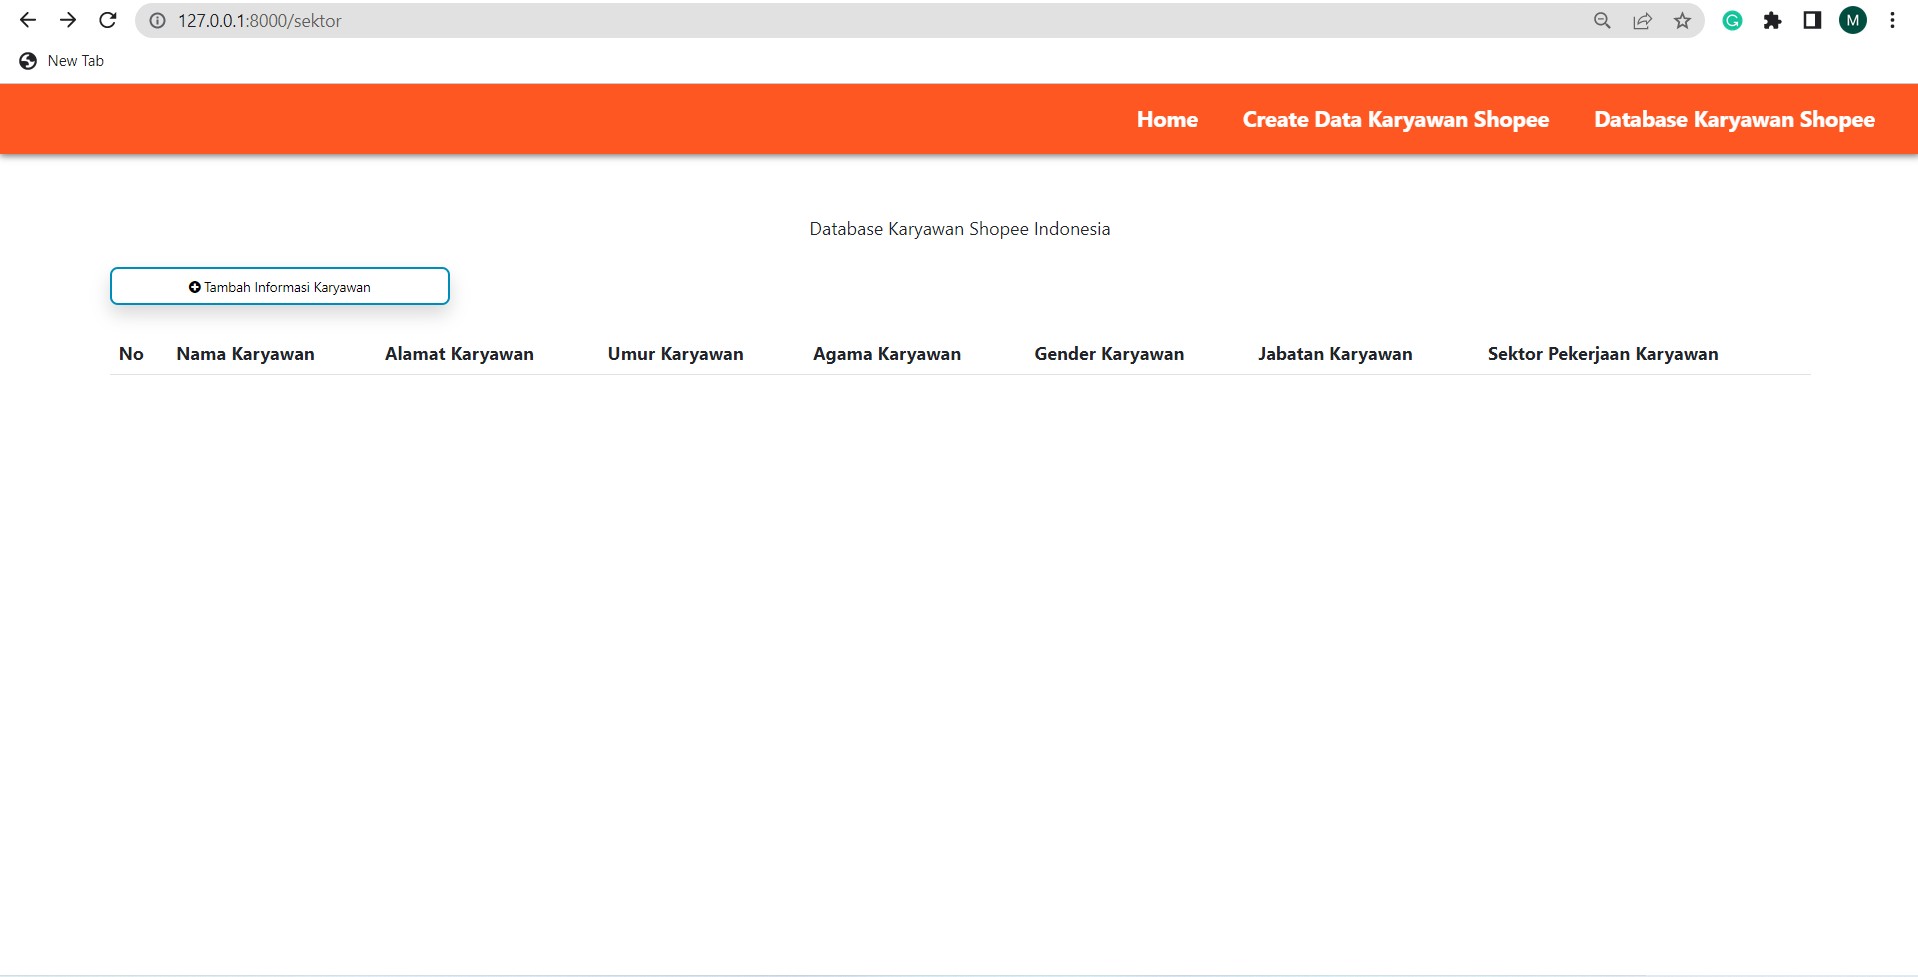 127.0.0.1:8000/sektor
M
New Tab
Home Create Data Karyawan Shopee Database Karyawan Shopee
Database Karyawan Shopee Indonesia
Tambah Informasi Karyawan
No Nama Karyawan Alamat Karyawan Umur Karyawan Agama Karyawan Gender Karyawan Jabatan Karyawan Sektor Pekerjaan Karyawan